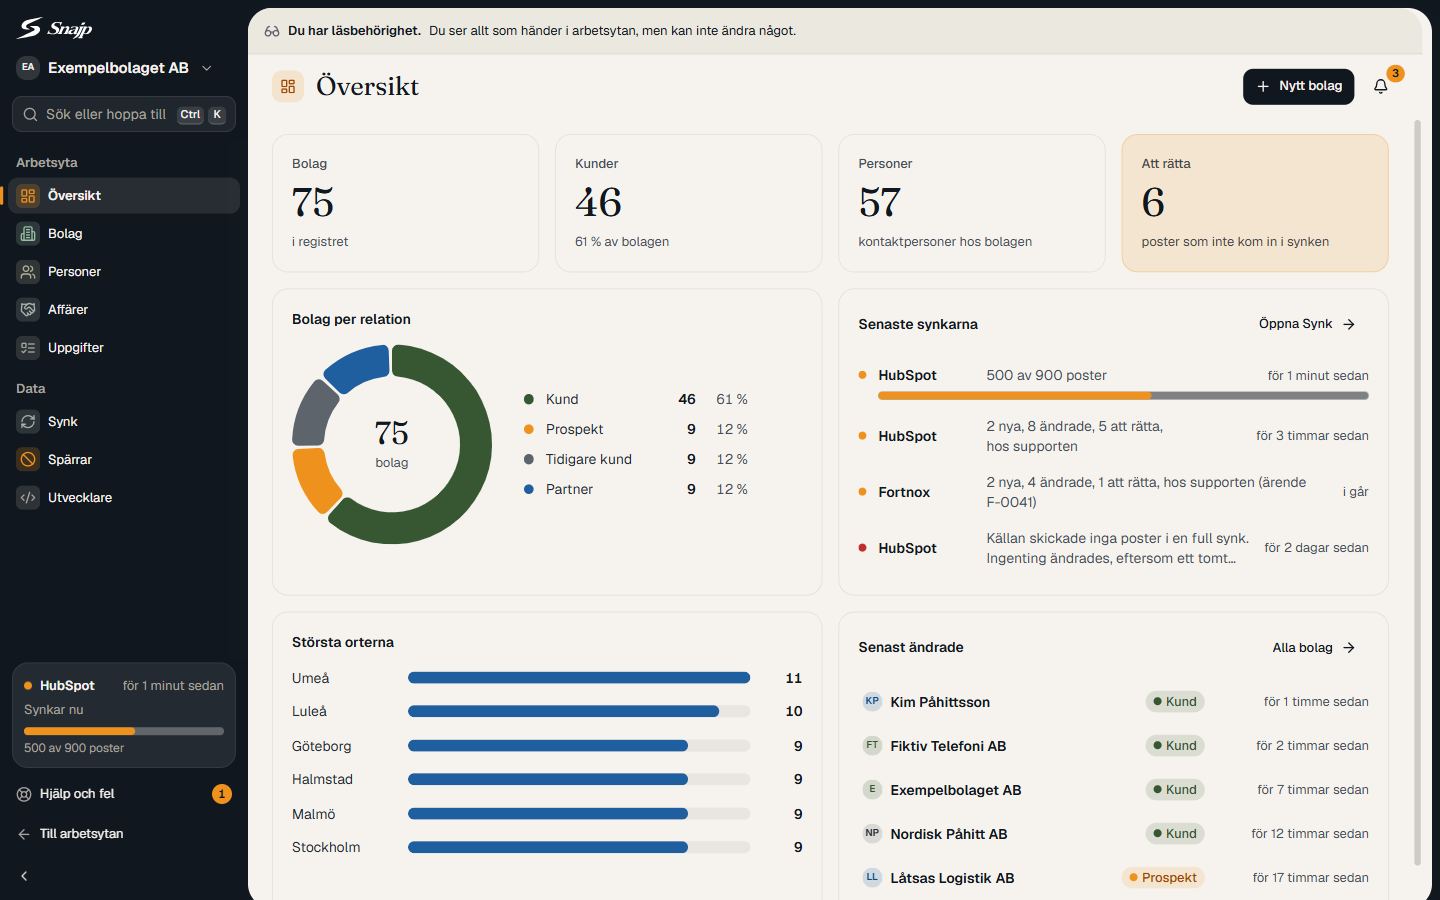 Snajp
EA Exempelbolaget AB
Sök eller hoppa till Ctrl K
Arbetsyta
Översikt
Bolag
Personer
Affärer
Uppgifter
Data
Synk
Spärrar
Utvecklare
HubSpot för 1 minut sedan
Synkar nu
500 av 900 poster
Hjälp och fel 1
Till arbetsytan
Du har läsbehörighet. Du ser allt som händer i arbetsytan, men kan inte ändra något.
Översikt
Nytt bolag
3
Bolag
75
i registret
Kunder
46
61 % av bolagen
Personer
57
kontaktpersoner hos bolagen
Att rätta
6
poster som inte kom in i synken
Bolag per relation
75
bolag
Kund 46 61 %
Prospekt 9 12 %
Tidigare kund 9 12 %
Partner 9 12 %
Senaste synkarna
Öppna Synk
HubSpot 500 av 900 poster för 1 minut sedan
HubSpot 2 nya, 8 ändrade, 5 att rätta, för 3 timmar sedan
hos supporten
Fortnox 2 nya, 4 ändrade, 1 att rätta, hos supporten (ärende i går
F-0041)
HubSpot Källan skickade inga poster i en full synk. för 2 dagar sedan
Ingenting ändrades, eftersom ett tomt...
Största orterna
Umeå 11
Luleå 10
Göteborg 9
Halmstad 9
Malmö 9
Stockholm 9
Senast ändrade
Alla bolag
KP Kim Påhittsson Kund för 1 timme sedan
FT Fiktiv Telefoni AB Kund för 2 timmar sedan
E Exempelbolaget AB Kund för 7 timmar sedan
NP Nordisk Påhitt AB Kund för 12 timmar sedan
LL Låtsas Logistik AB Prospekt för 17 timmar sedan